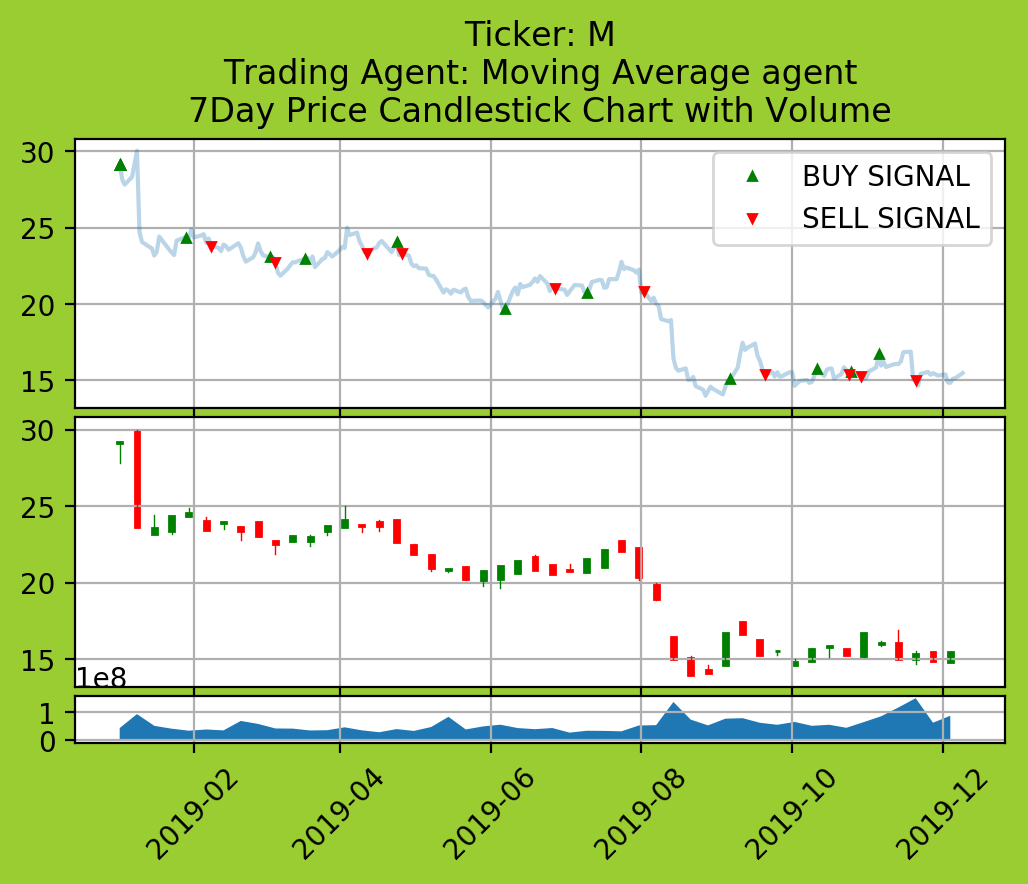 Ticker: M
Trading Agent: Moving Average agent
7Day Price Candlestick Chart with Volume
30
25
20
15
BUY SIGNAL
SELL SIGNAL
30
25
20
15
1e8
1
0
2019-02
2019-04
2019-06
2019-08
2019-10
2019-12